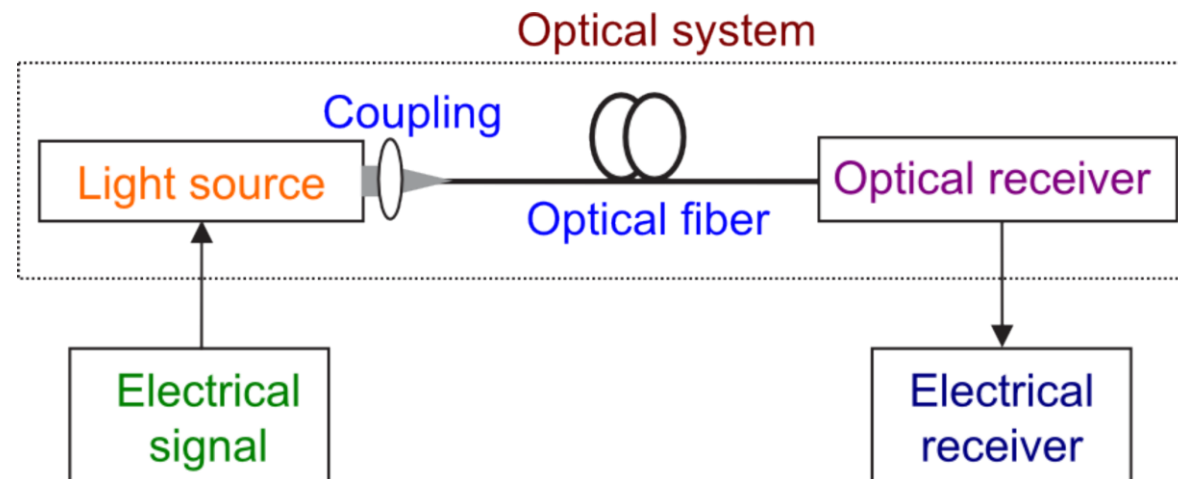 Optical system
Coupling
Light source
Optical fiber
Optical receiver
Electrical
signal
Electrical
receiver